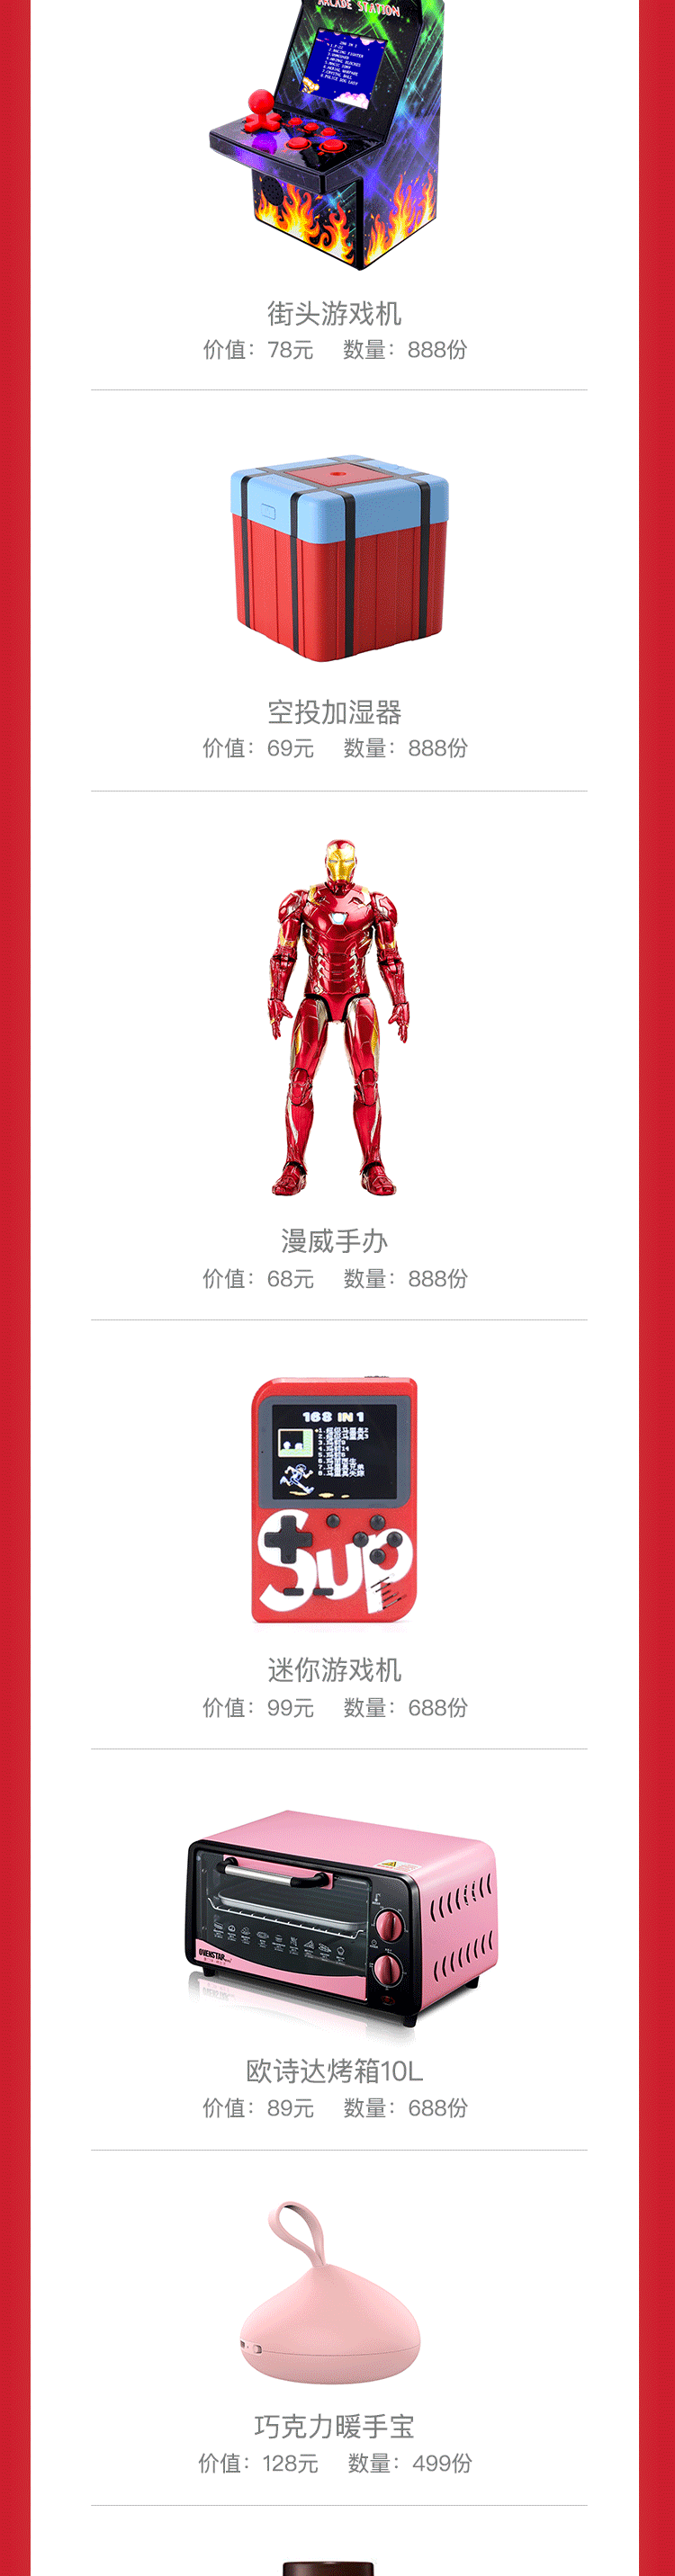 ARCADE STATION
街头游戏机
价值：78元 数量：888份
空投加湿器
价值：69元 数量：888份
漫威手办
价值：68元 数量：888份
168 IN 1
Sup
迷你游戏机
价值：99元 数量：688份
OVENSTAR
欧诗达烤箱10L
价值：89元 数量：688份
巧克力暖手宝
价值：128元 数量：499份